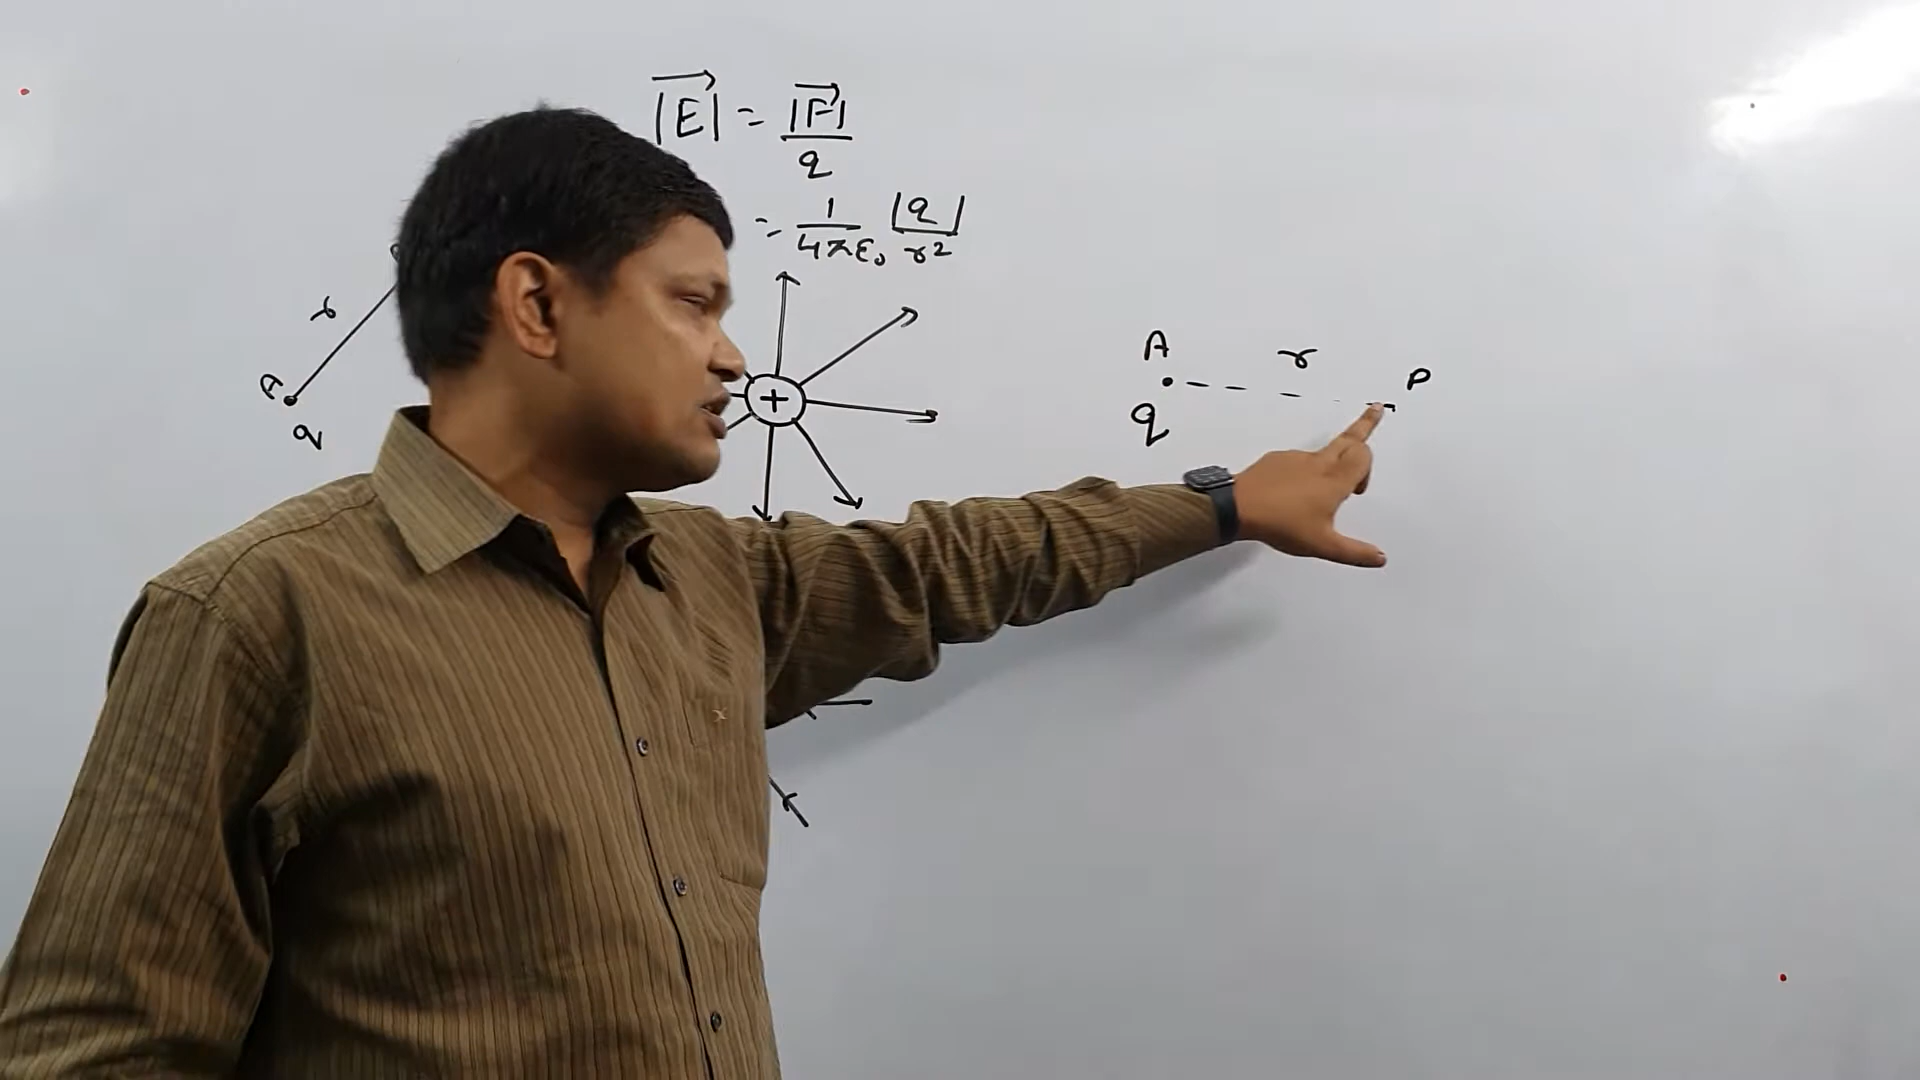 |E| = |F| / q
= 1 / 4πε₀ |q| / r²
r
A
q
+
A r P
q